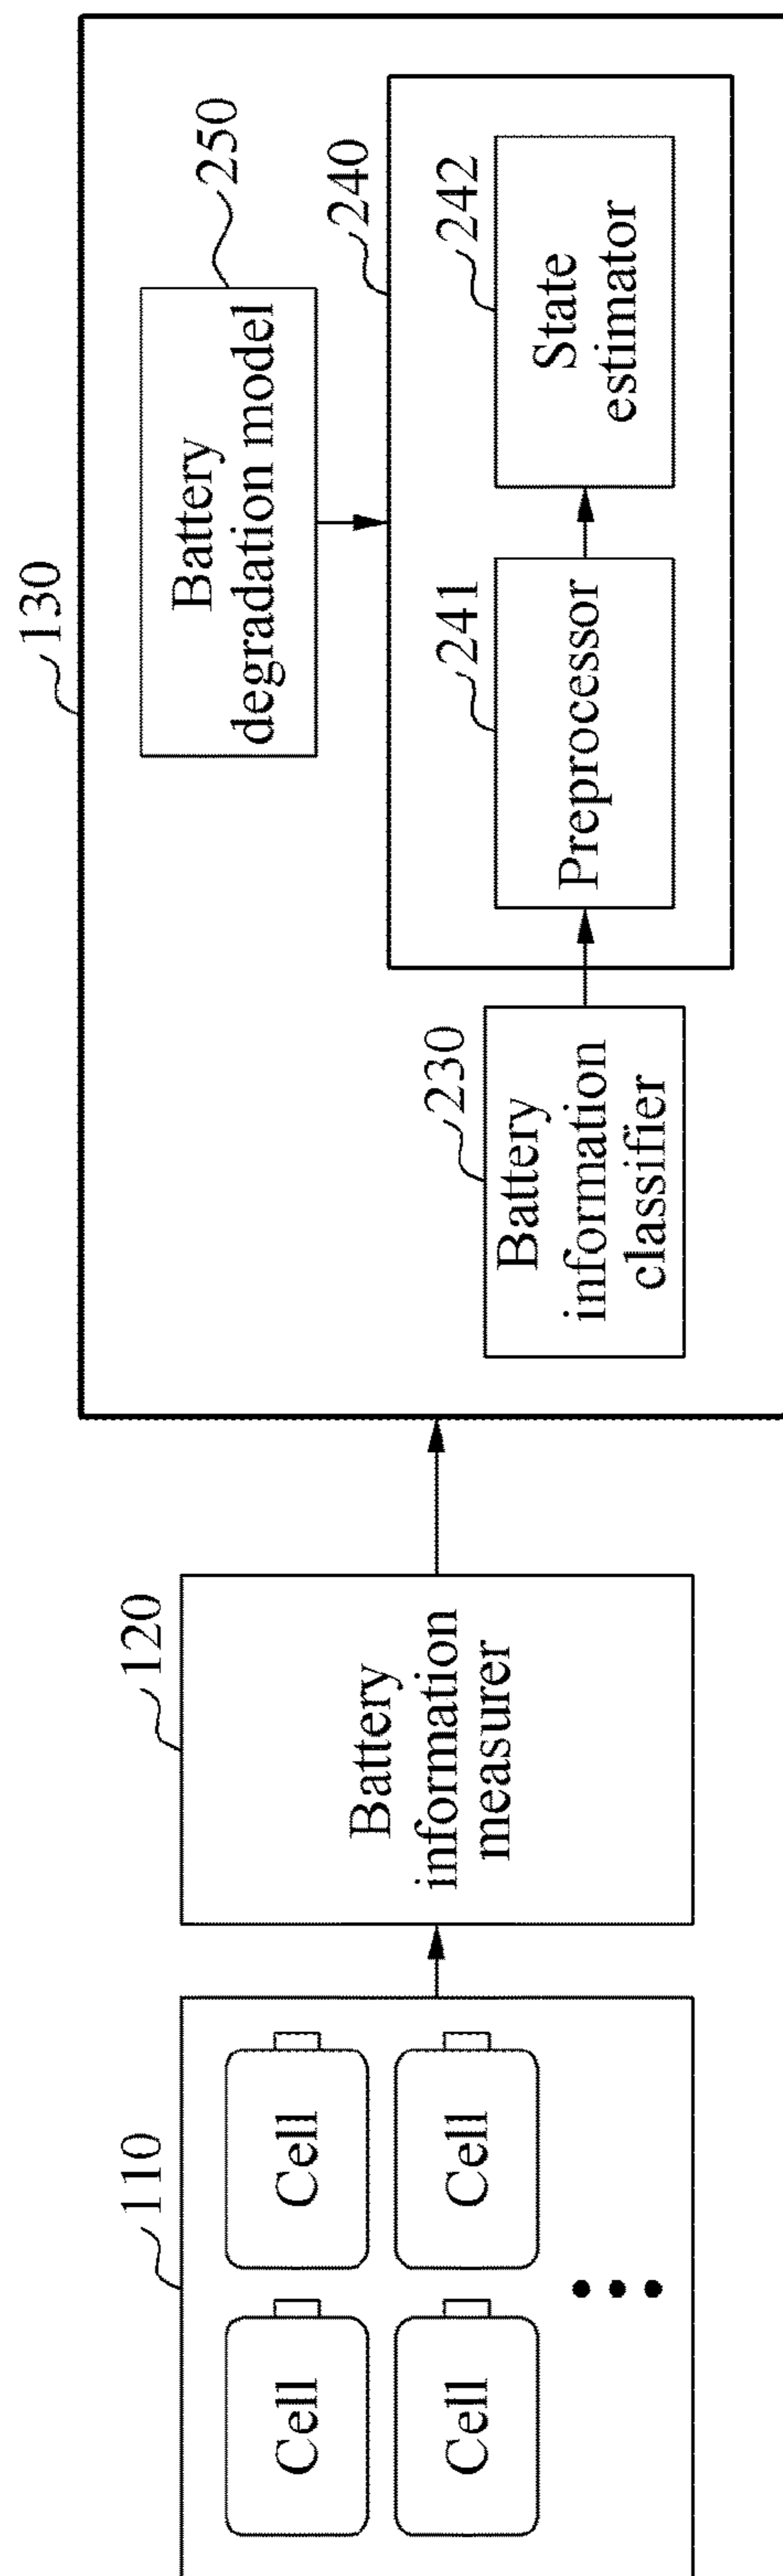 110
Cell
Cell
Cell
Cell
120
Battery
information
measurer
130
250
Battery
degradation model
240
230
Battery
information
classifier
241
Preprocessor
242
State
estimator